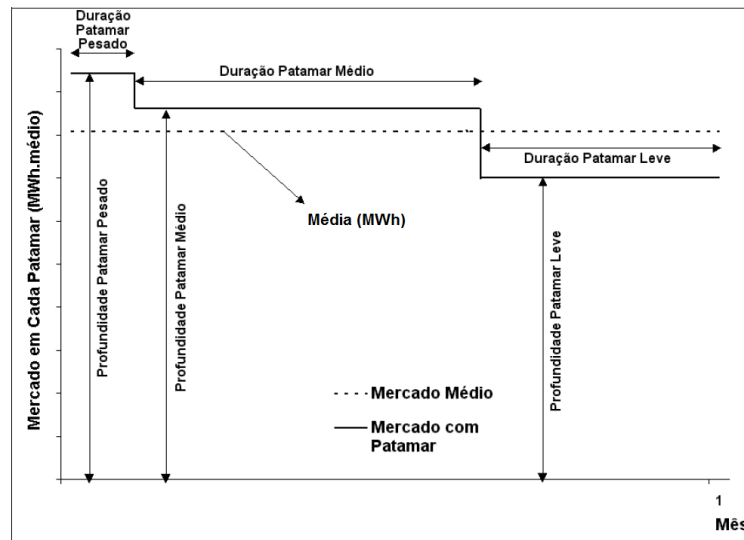 Duração
Patamar
Pesado
Duração Patamar Médio
Duração Patamar Leve
Média (MWh)
Mercado em Cada Patamar (MWh.médio)
Profundidade Patamar Pesado
Profundidade Patamar Médio
Profundidade Patamar Leve
Mercado Médio
Mercado com
Patamar
1
Mês